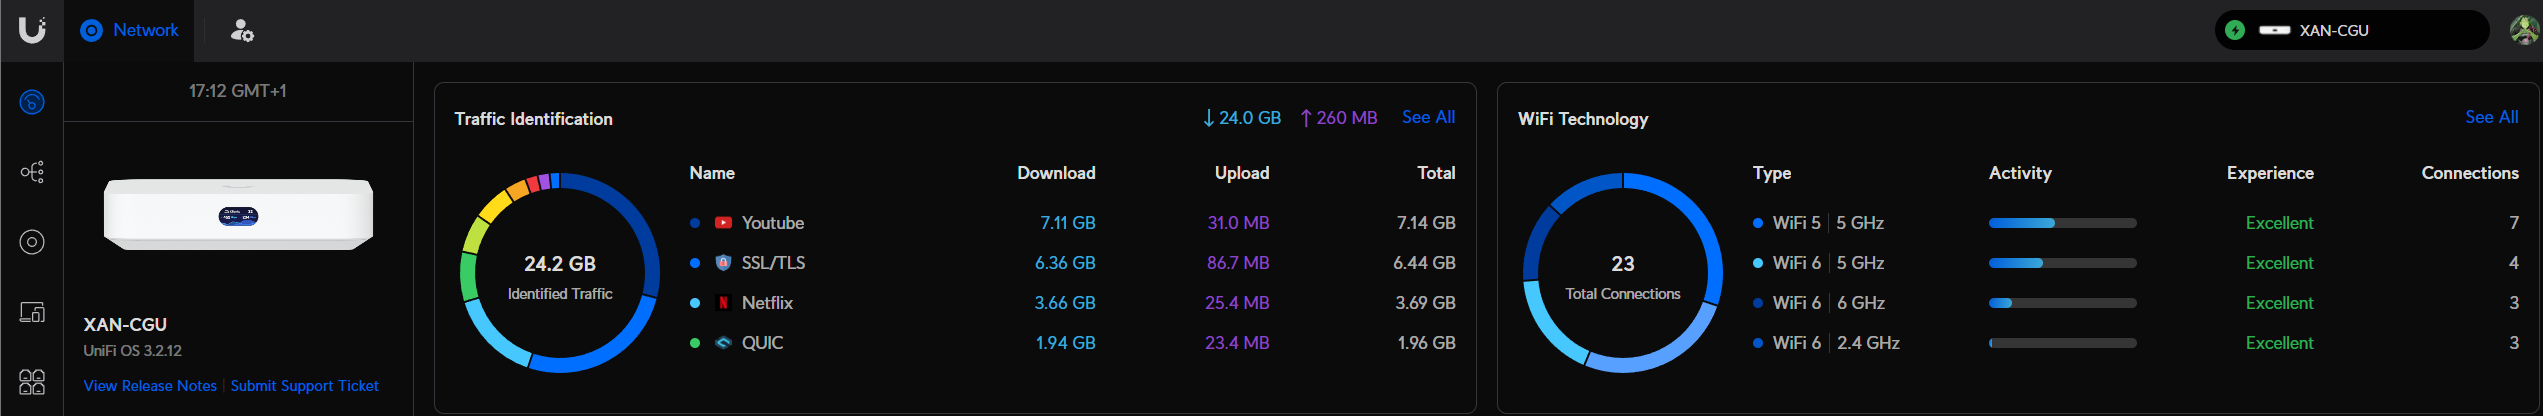 Network
XAN-CGU
17:12 GMT+1
XAN-CGU
UniFi OS 3.2.12
View Release Notes | Submit Support Ticket
Traffic Identification ↓ 24.0 GB ↑ 260 MB See All
24.2 GB
Identified Traffic
Name Download Upload Total
Youtube 7.11 GB 31.0 MB 7.14 GB
SSL/TLS 6.36 GB 86.7 MB 6.44 GB
Netflix 3.66 GB 25.4 MB 3.69 GB
QUIC 1.94 GB 23.4 MB 1.96 GB
WiFi Technology See All
23
Total Connections
Type Activity Experience Connections
WiFi 5 | 5 GHz Excellent 7
WiFi 6 | 5 GHz Excellent 4
WiFi 6 | 6 GHz Excellent 3
WiFi 6 | 2.4 GHz Excellent 3